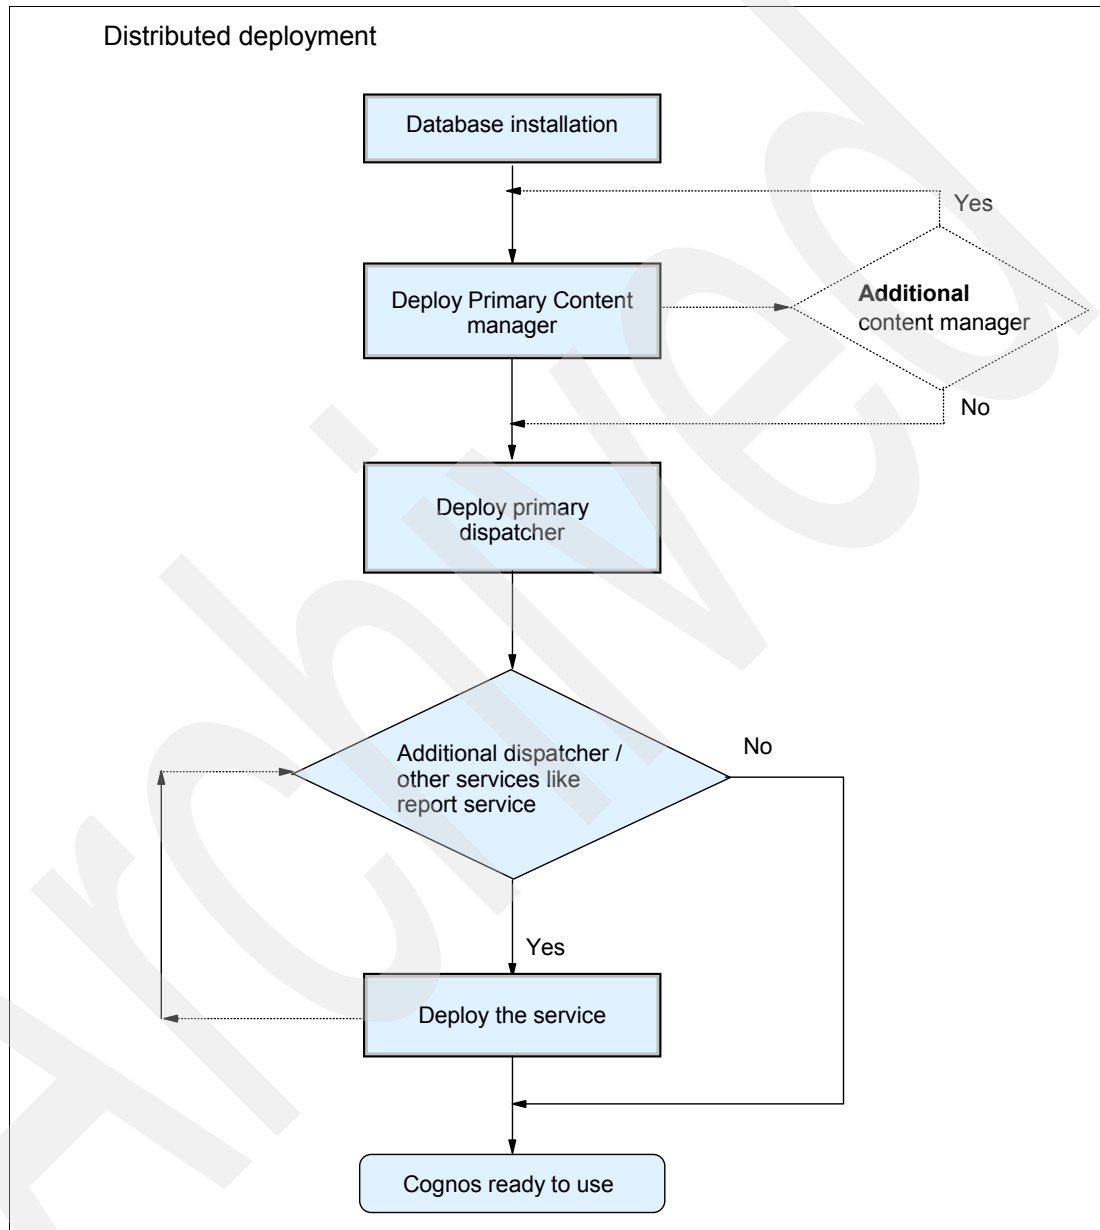 Distributed deployment
Database installation
Yes
Deploy Primary Content
manager
Additional
content manager
No
Deploy primary
dispatcher
Additional dispatcher /
other services like
report service
No
Yes
Deploy the service
Cognos ready to use
Archived